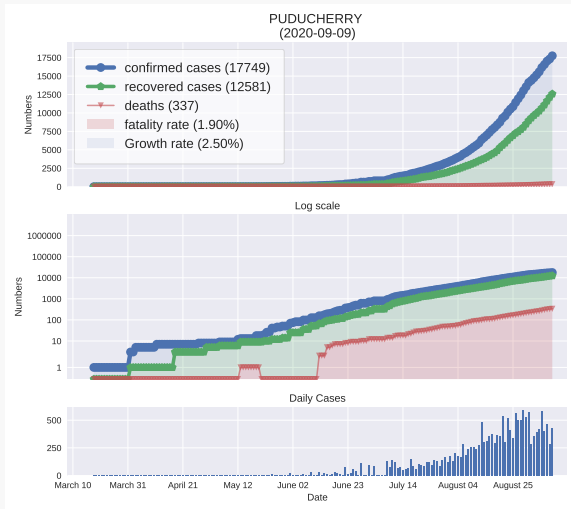 PUDUCHERRY
(2020-09-09)
17500
15000
12500
10000
7500
5000
2500
0
Numbers
confirmed cases (17749)
recovered cases (12581)
deaths (337)
fatality rate (1.90%)
Growth rate (2.50%)
Log scale
1000000
100000
10000
1000
100
10
1
Numbers
Daily Cases
500
250
0
March 10 March 31 April 21 May 12 June 02 June 23 July 14 August 04 August 25
Date